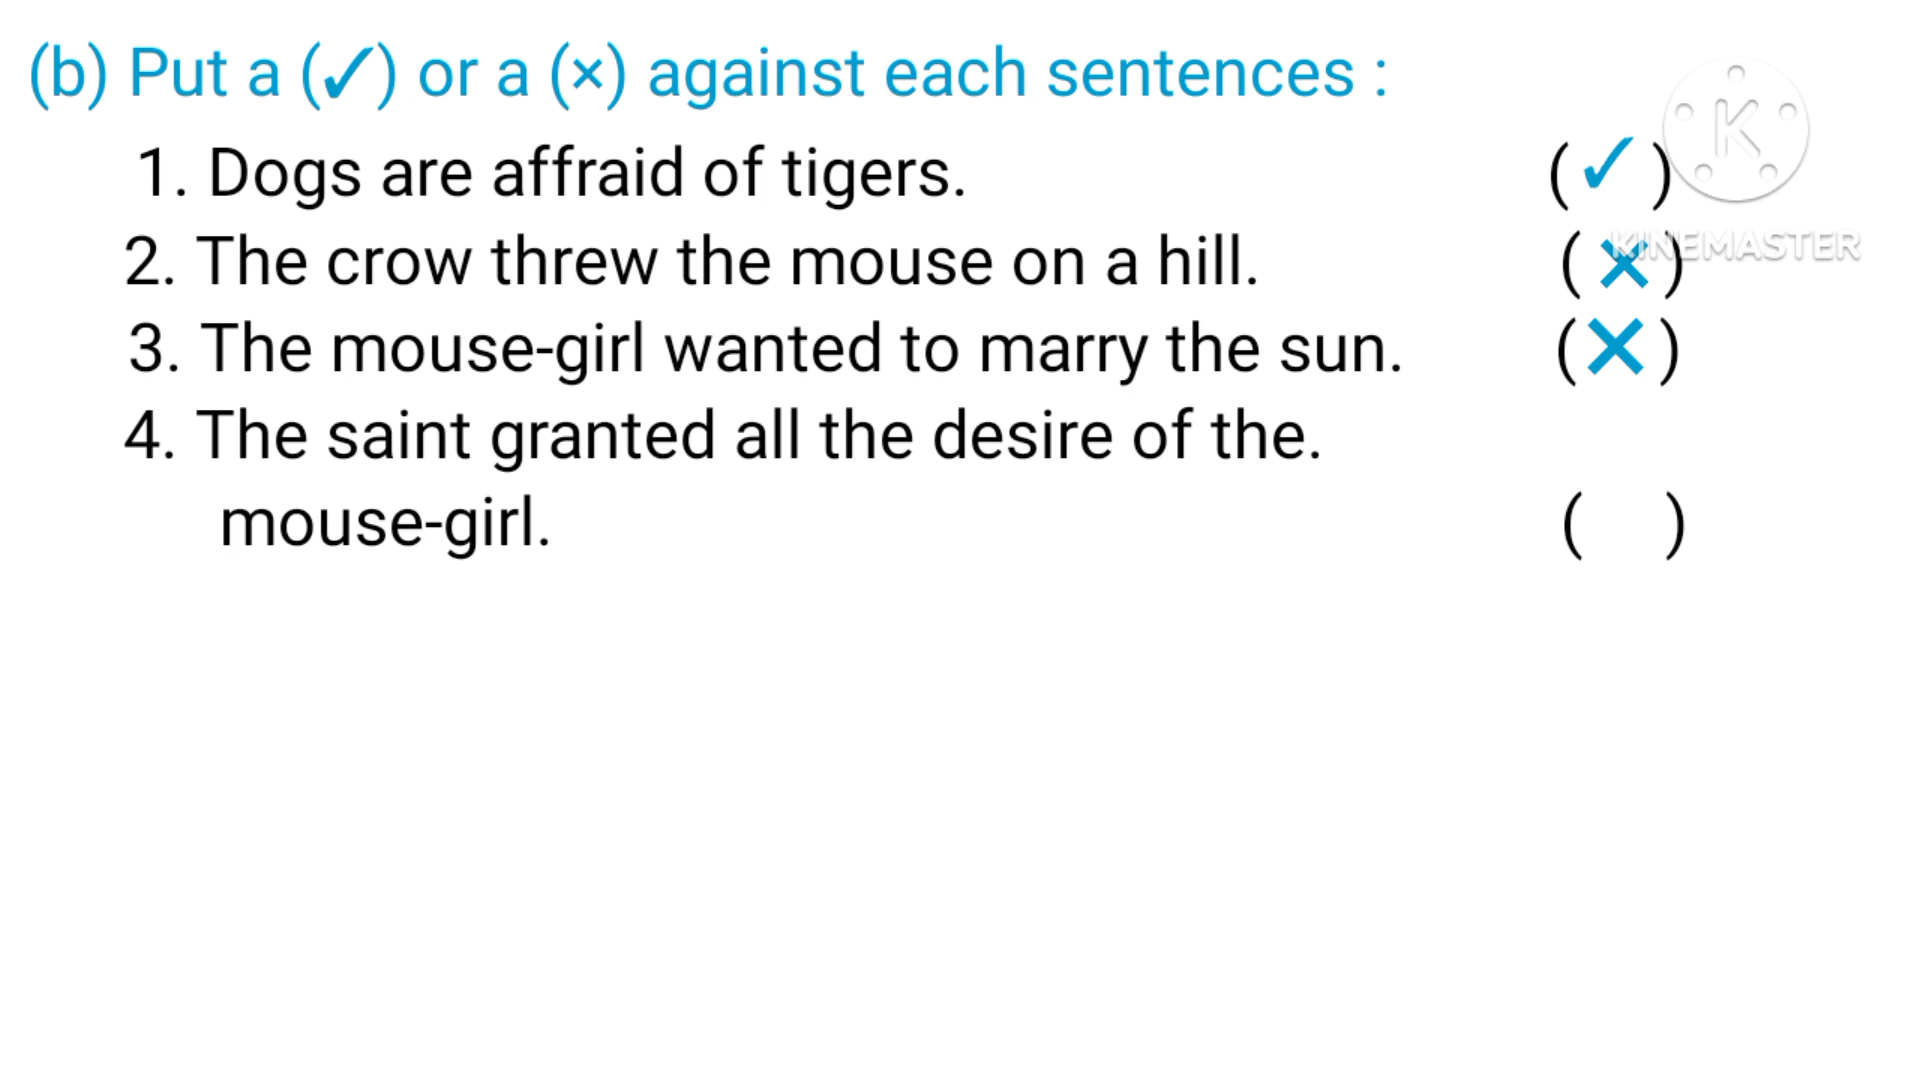 (b) Put a (✓) or a (×) against each sentences :
1. Dogs are affraid of tigers. (✓)
2. The crow threw the mouse on a hill. (×)
3. The mouse-girl wanted to marry the sun. (×)
4. The saint granted all the desire of the.
mouse-girl. ( )
K
KINEMASTER